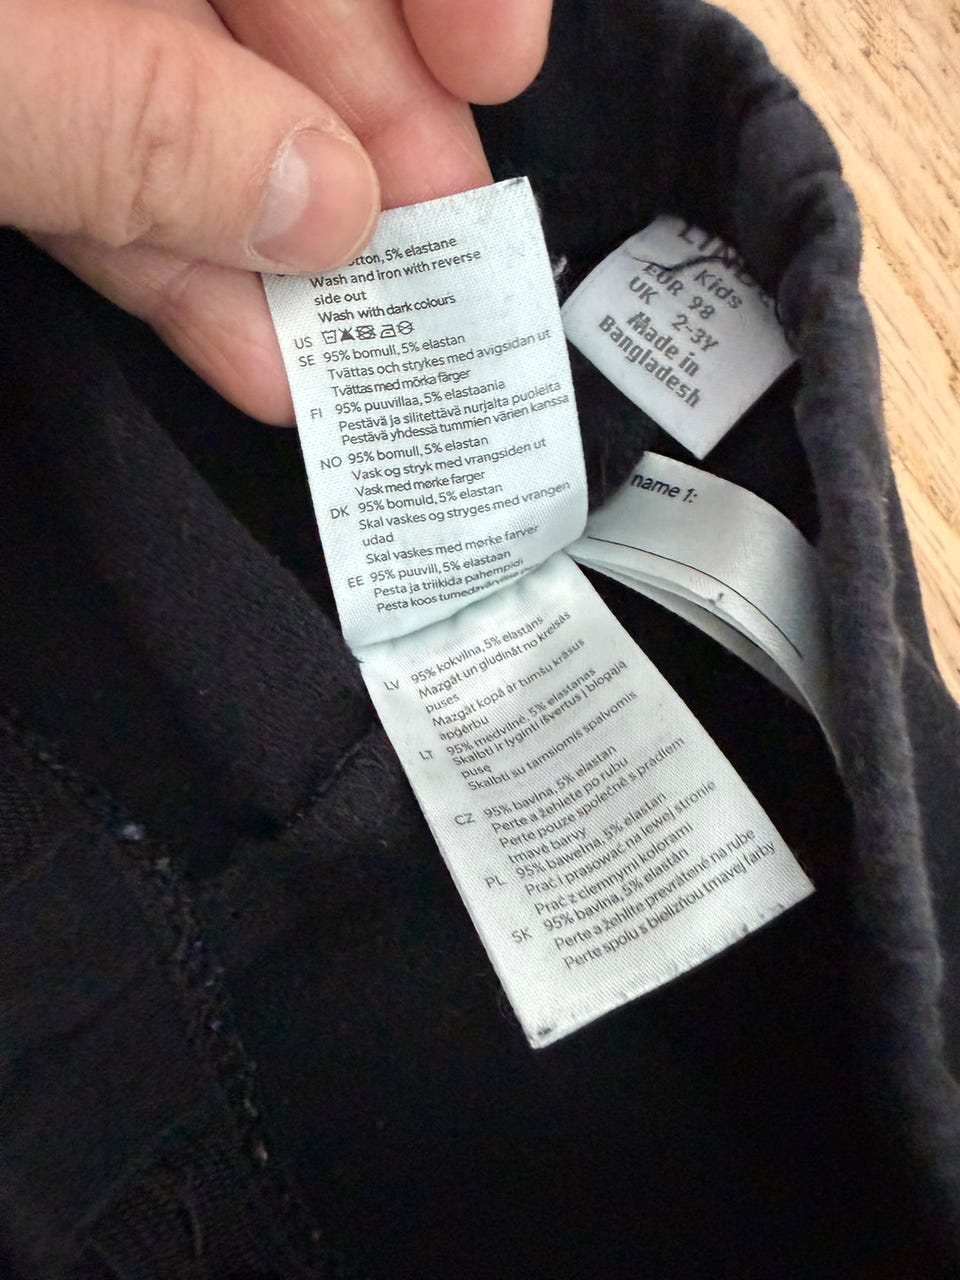 5% elastane
Wash and iron with reverse
side out
Wash with dark colours
US
SE 95% bomull, 5% elastan
Tvättas och strykes med avigsidan ut
Tvättas med mörka färger
FI 95% puuvillaa, 5% elastaania
Pestävä ja silitettävä nurjalta puolelta
Pestävä yhdessä tummien värien kanssa
NO 95% bomull, 5% elastan
Vask og stryk med vrangsiden ut
Vask med mørke farger
DK 95% bomuld, 5% elastan
Skal vaskes og stryges med vrangen
udad
Skal vaskes med mørke farver
EE 95% puuvill, 5% elastaan
Pesta ja triikida pahempidi
Pesta koos
LV 95% kokvilna, 5% elastāns
Mazgāt un gludināt no kreisās
puses
Mazgāt kopā ar tumšu krāsus
apģērbu
LT 95% medvilnė, 5% elastanas
Skalbti ir lyginti išvertus į blogąją
pusę
Skalbti su tamsiomis spalvomis
CZ 95% bavlna, 5% elastan
Perte a žehlete po rubu
Perte pouze společně s prádlem
tmavé barvy
PL 95% bawełna, 5% elastan
Prać i prasować na lewej stronie
Prać z ciemnymi kolorami
SK 95% bavlna, 5% elastán
Perte a žehlite prevrátené na rube
Perte spolu s bielizňou tmavej farby
Kids
EUR 98
UK 2-3Y
Made in
Bangladesh
name 1: